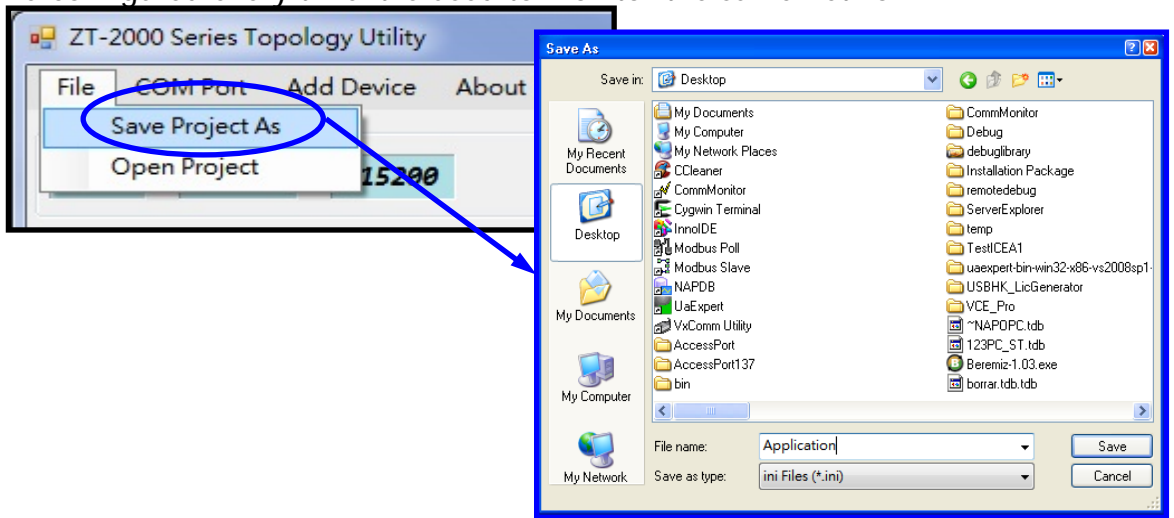 ZT-2000 Series Topology Utility
File COM Port Add Device About
Save Project As
Open Project
15200
Save As
Save in: Desktop
My Recent Documents
Desktop
My Documents
My Computer
My Network
My Documents
My Computer
My Network Places
CCleaner
CommMonitor
Cygwin Terminal
InnoIDE
Modbus Poll
Modbus Slave
NAPDB
UaExpert
VxComm Utility
AccessPort
AccessPort137
bin
CommMonitor
Debug
debuglibrary
Installation Package
remotedebug
ServerExplorer
temp
TestICEA1
uaexpert-bin-win32-x86-vs2008sp1-
USBHK_LicGenerator
VCE_Pro
~NAPOPC.tdb
123PC_ST.tdb
Beremiz-1.03.exe
borrar.tdb.tdb
File name: Application Save
Save as type: ini Files (*.ini) Cancel